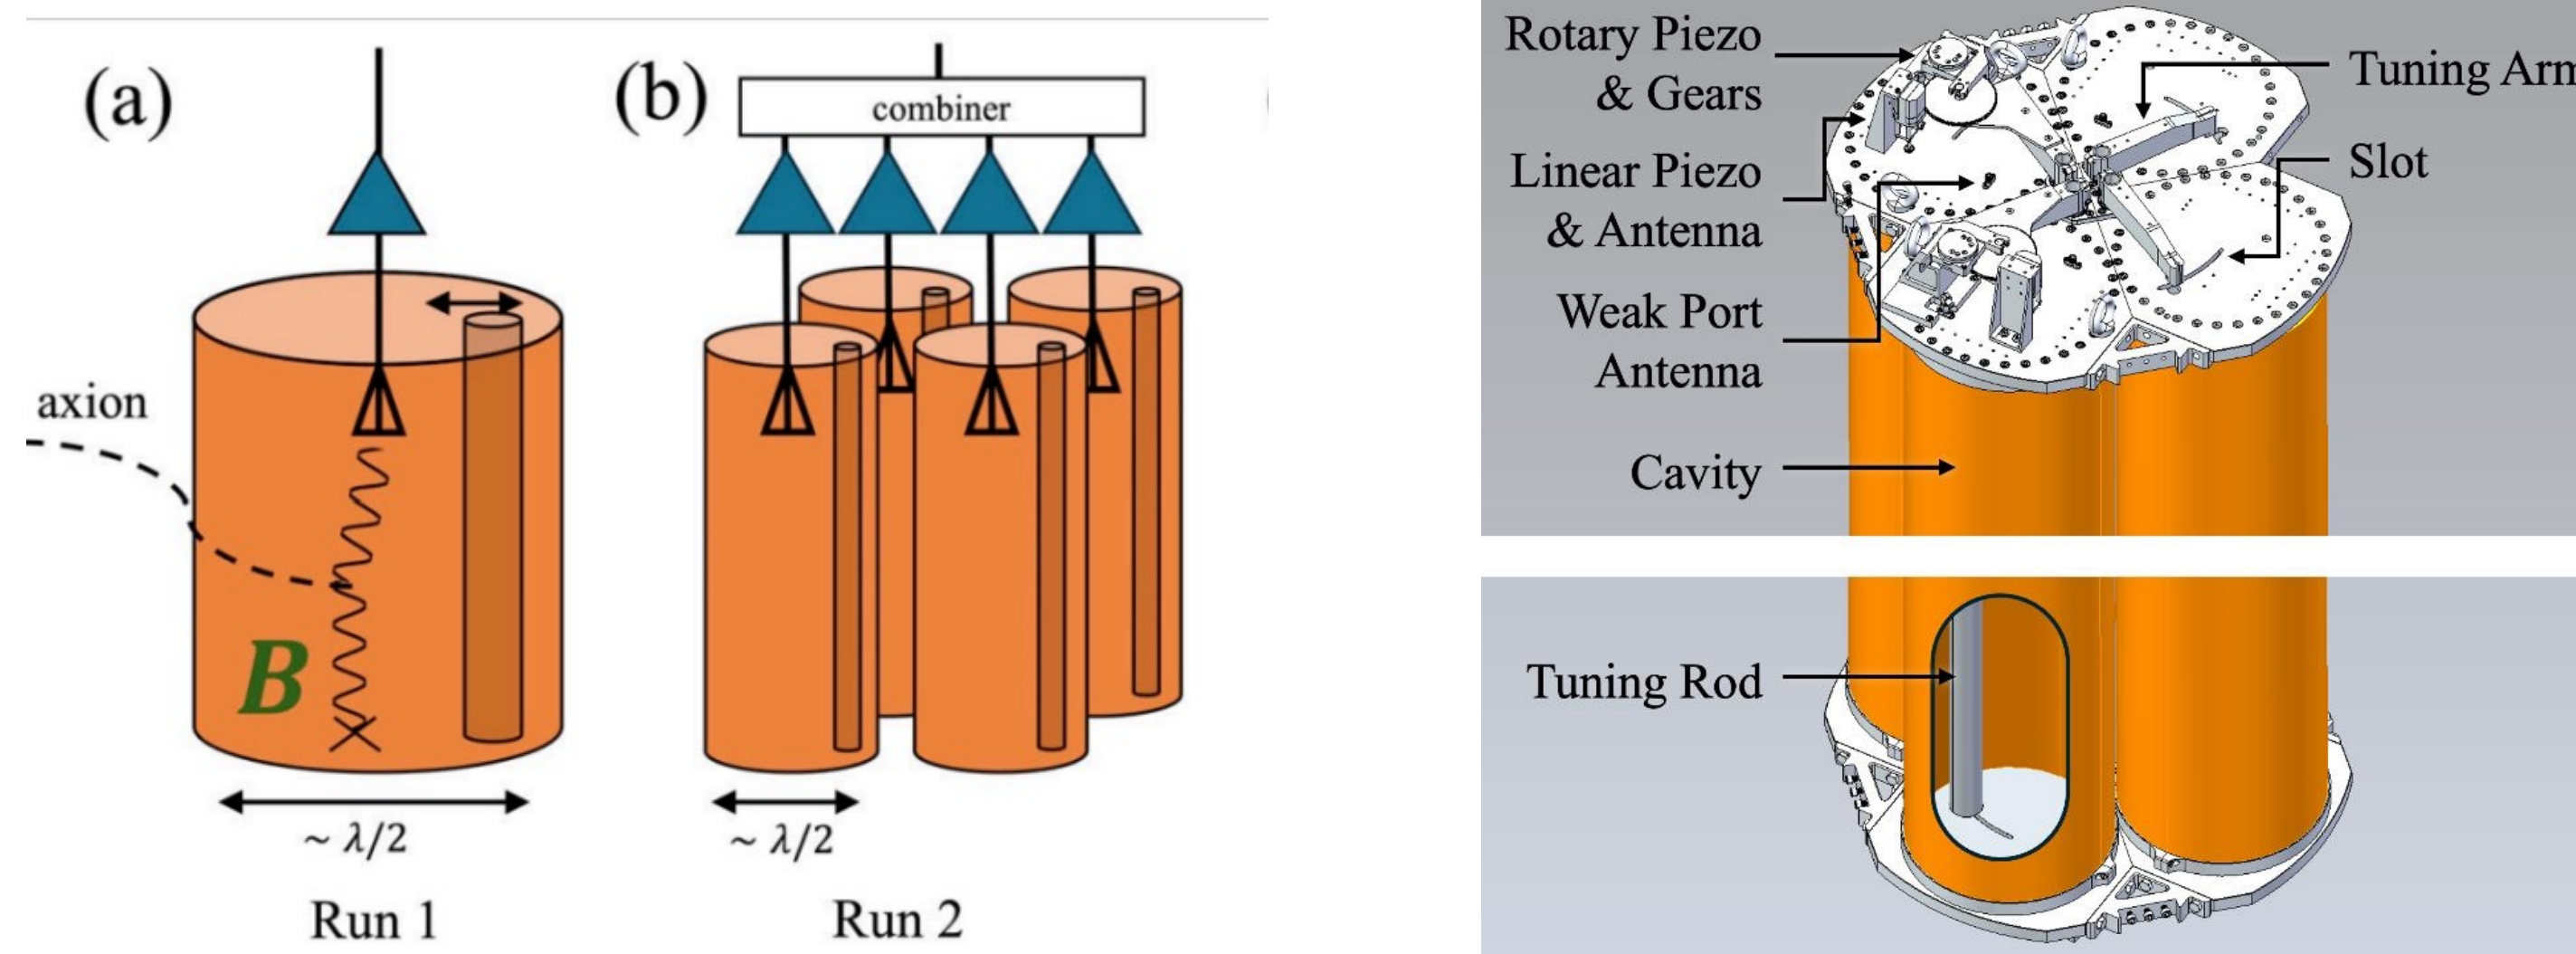 (a)
axion
B
~ λ/2
Run 1
(b)
combiner
~ λ/2
Run 2
Rotary Piezo
& Gears
Linear Piezo
& Antenna
Weak Port
Antenna
Cavity
Tuning Arm
Slot
Tuning Rod